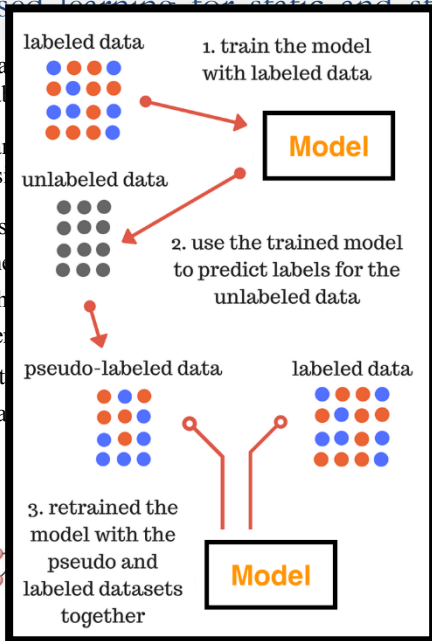 labeled data
1. train the model
with labeled data
Model
unlabeled data
2. use the trained model
to predict labels for the
unlabeled data
pseudo-labeled data
labeled data
3. retrained the
model with the
pseudo and
labeled datasets
together
Model